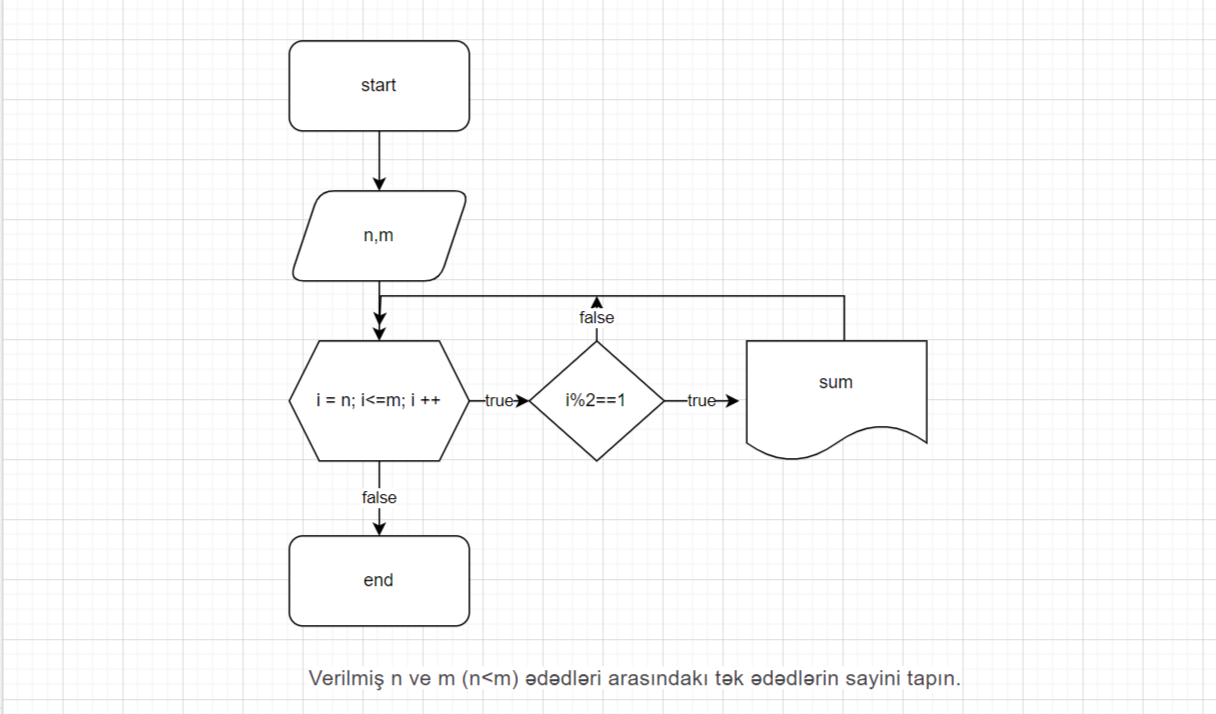 start
n,m
false
i = n; i<=m; i ++
true
i%2==1
true
sum
false
end
Verilmiş n ve m (n<m) ədədləri arasındakı tək ədədlərin sayini tapın.